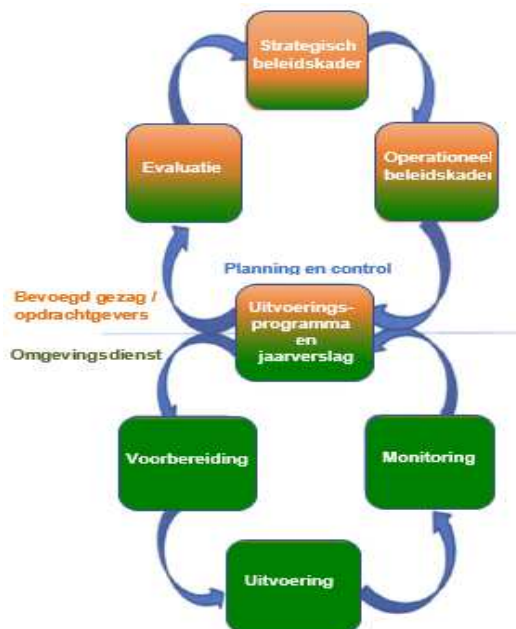 Strategisch
beleidskader
Evaluatie
Operationeel
beleidskader
Planning en control
Bevoegd gezag /
opdrachtgevers
Uitvoerings-
programma
en
jaarverslag
Omgevingsdienst
Voorbereiding
Monitoring
Uitvoering